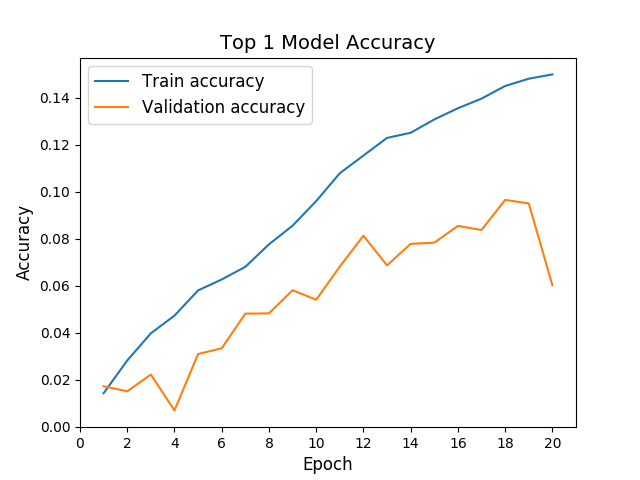 Top 1 Model Accuracy
Train accuracy
Validation accuracy
0.14
0.12
0.10
0.08
0.06
0.04
0.02
0.00
Accuracy
0 2 4 6 8 10 12 14 16 18 20
Epoch